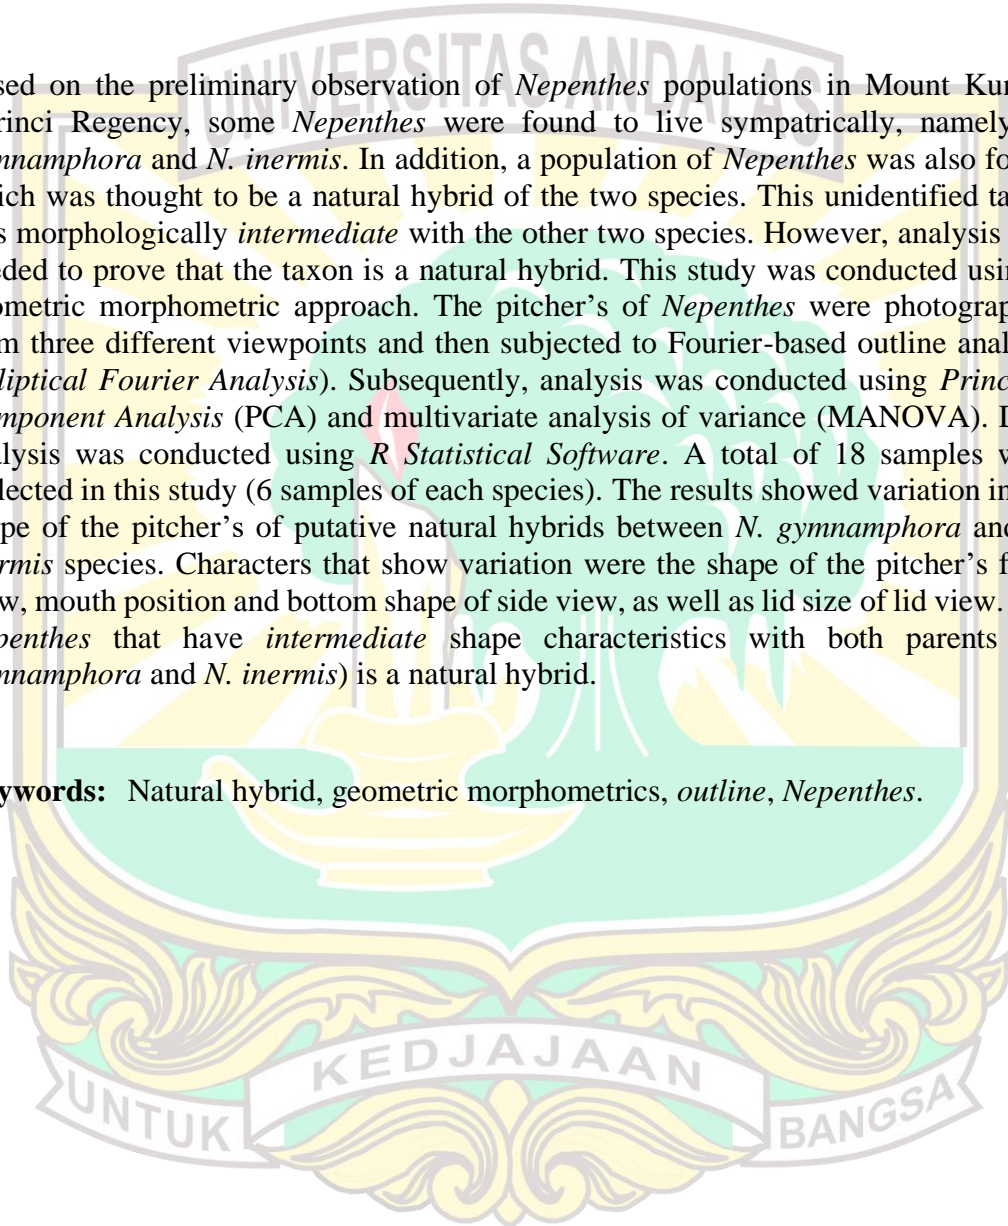 UNIVERSITAS ANDALAS
sed on the preliminary observation of Nepenthes populations in Mount Kun
rinci Regency, some Nepenthes were found to live sympatrically, namely
mnamphora and N. inermis. In addition, a population of Nepenthes was also fo
ich was thought to be a natural hybrid of the two species. This unidentified ta
s morphologically intermediate with the other two species. However, analysis
eded to prove that the taxon is a natural hybrid. This study was conducted usin
ometric morphometric approach. The pitcher's of Nepenthes were photograp
m three different viewpoints and then subjected to Fourier-based outline anal
liptical Fourier Analysis). Subsequently, analysis was conducted using Princ
mponent Analysis (PCA) and multivariate analysis of variance (MANOVA). D
alysis was conducted using R Statistical Software. A total of 18 samples w
llected in this study (6 samples of each species). The results showed variation in
ape of the pitcher's of putative natural hybrids between N. gymnamphora and
rmis species. Characters that show variation were the shape of the pitcher's f
w, mouth position and bottom shape of side view, as well as lid size of lid view.
penthes that have intermediate shape characteristics with both parents
mnamphora and N. inermis) is a natural hybrid.
ywords: Natural hybrid, geometric morphometrics, outline, Nepenthes.
KEDJAJAAN
UNTUK BANGSA